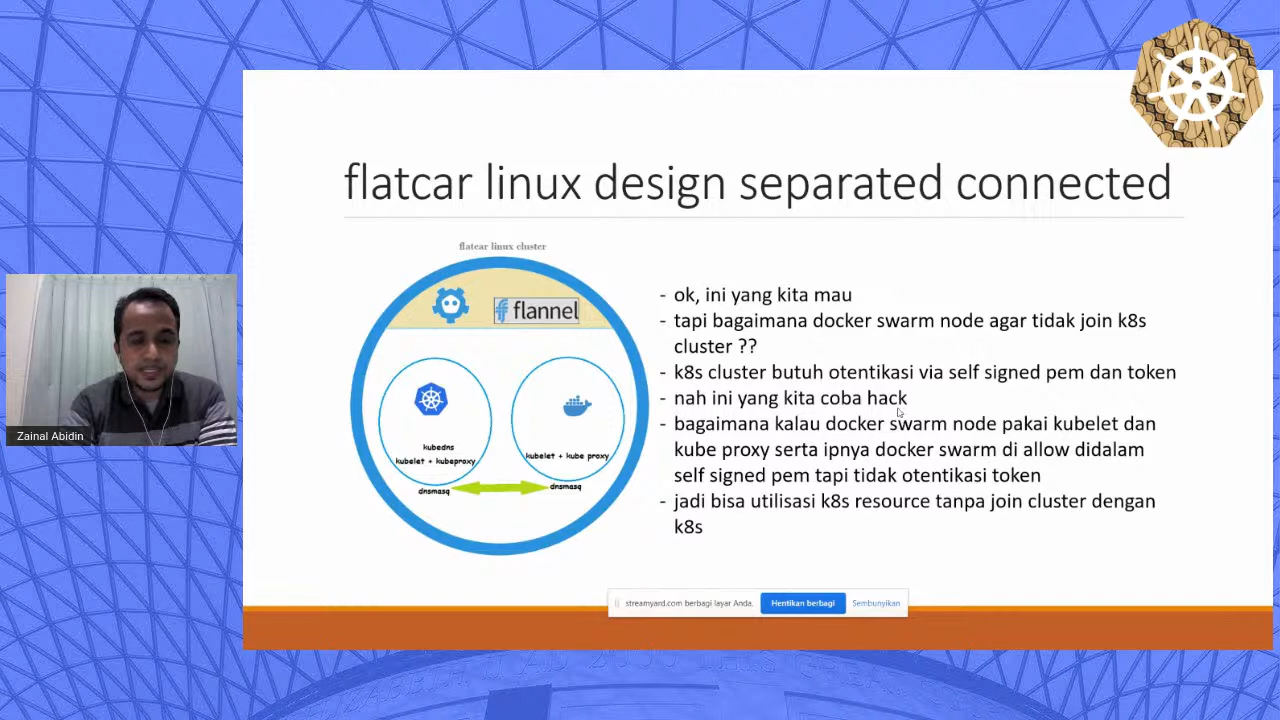 flatcar linux design separated connected
flatcar linux cluster
flannel
kubedns
kubelet + kubeproxy
kubelet + kube proxy
dnsmasq
dnsmasq
- ok, ini yang kita mau
- tapi bagaimana docker swarm node agar tidak join k8s
cluster ??
- k8s cluster butuh otentikasi via self signed pem dan token
- nah ini yang kita coba hack
- bagaimana kalau docker swarm node pakai kubelet dan
kube proxy serta ipnya docker swarm di allow didalam
self signed pem tapi tidak otentikasi token
- jadi bisa utilisasi k8s resource tanpa join cluster dengan
k8s
Zainal Abidin
streamyard.com berbagi layar Anda.
Hentikan berbagi
Sembunyikan